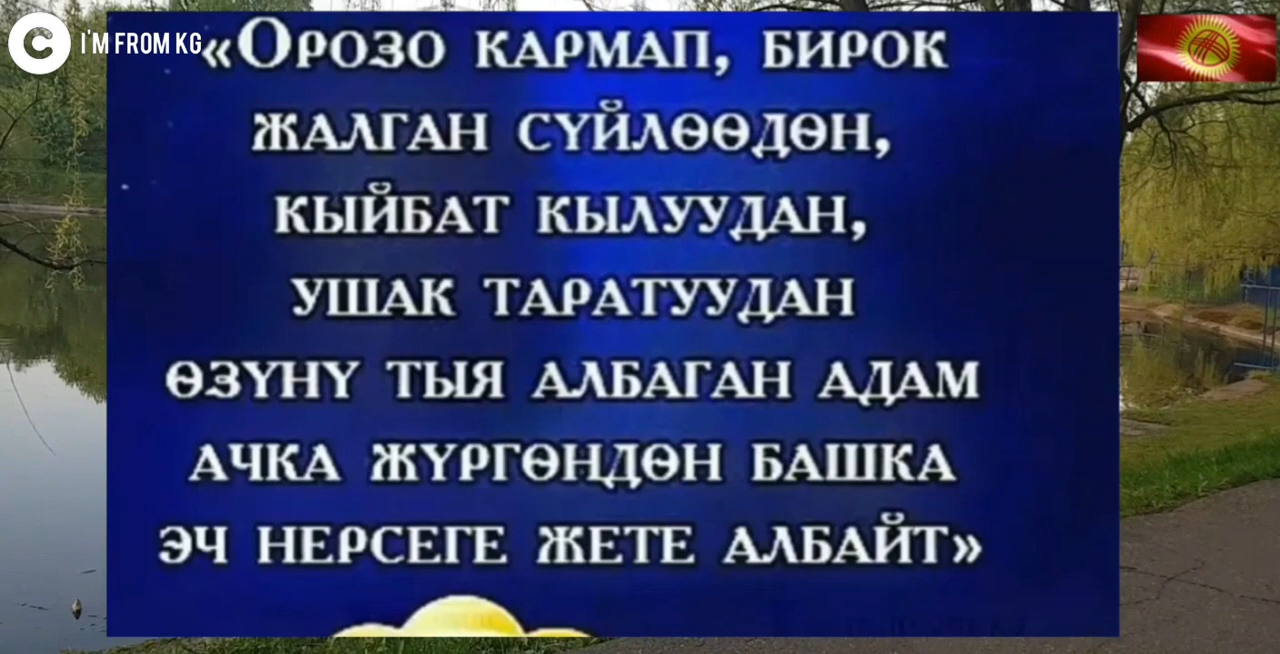 I'M FROM KG
«ОРОЗО КАРМАП, БИРОК
ЖАЛГАН СҮЙЛӨӨДӨН,
КЫЙБАТ КЫЛУУДАН,
УШАК ТАРАТУУДАН
ӨЗҮНҮ ТЫЯ АЛБАГАН АДАМ
АЧКА ЖҮРГӨНДӨН БАШКА
ЭЧ НЕРСЕГЕ ЖЕТЕ АЛБАЙТ»